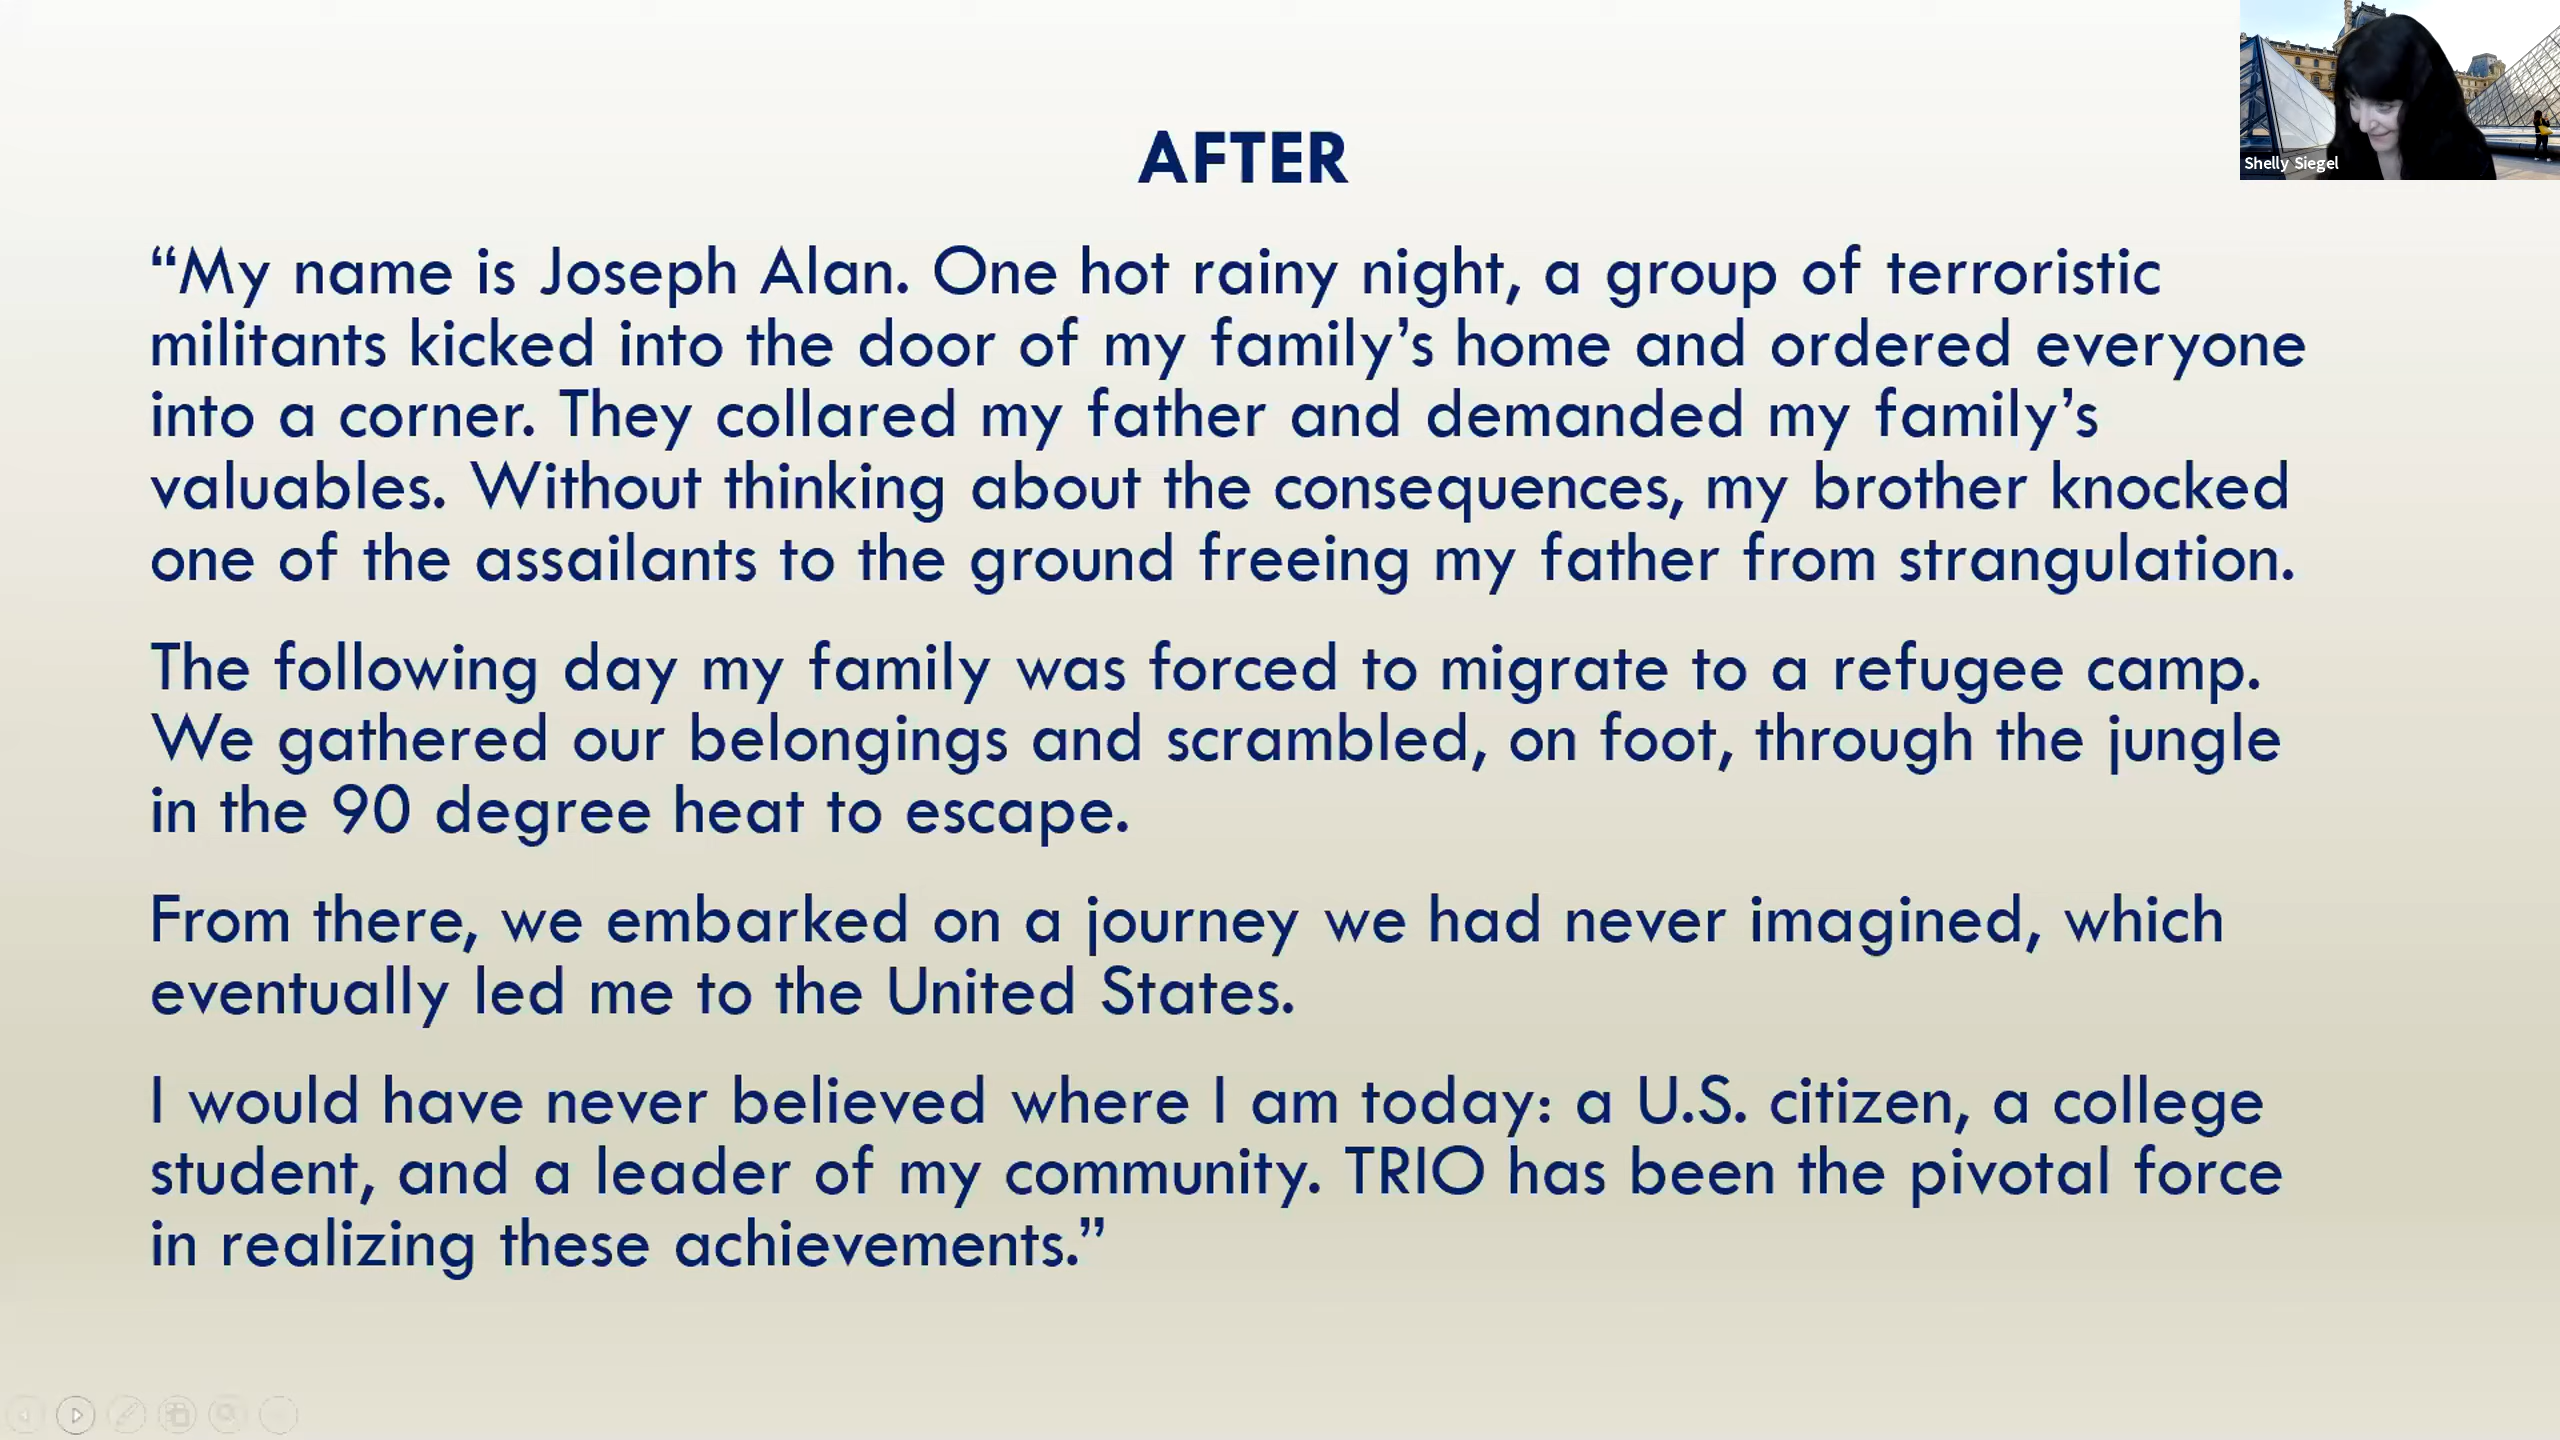 AFTER
Shelly Siegel
“My name is Joseph Alan. One hot rainy night, a group of terroristic
militants kicked into the door of my family’s home and ordered everyone
into a corner. They collared my father and demanded my family’s
valuables. Without thinking about the consequences, my brother knocked
one of the assailants to the ground freeing my father from strangulation.
The following day my family was forced to migrate to a refugee camp.
We gathered our belongings and scrambled, on foot, through the jungle
in the 90 degree heat to escape.
From there, we embarked on a journey we had never imagined, which
eventually led me to the United States.
I would have never believed where I am today: a U.S. citizen, a college
student, and a leader of my community. TRIO has been the pivotal force
in realizing these achievements.”